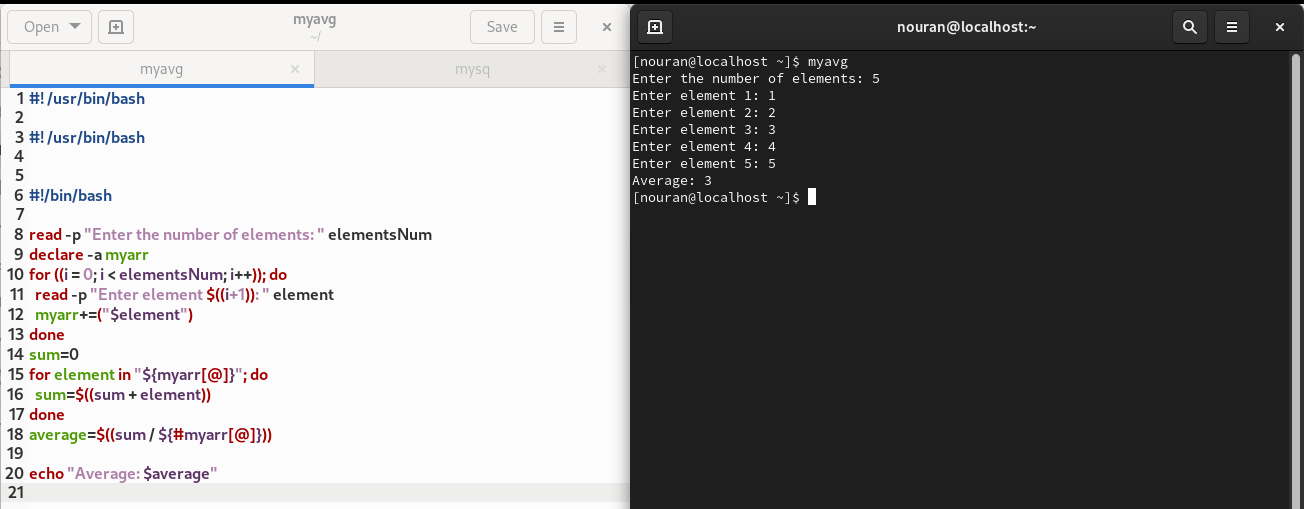 Open
myavg
~/
Save
myavg
mysq
1 #! /usr/bin/bash
2
3 #! /usr/bin/bash
4
5
6 #!/bin/bash
7
8 read -p "Enter the number of elements: " elementsNum
9 declare -a myarr
10 for ((i = 0; i < elementsNum; i++)); do
11   read -p "Enter element $((i+1)): " element
12   myarr+=("$element")
13 done
14 sum=0
15 for element in "${myarr[@]}"; do
16   sum=$((sum + element))
17 done
18 average=$((sum / ${#myarr[@]}))
19
20 echo "Average: $average"
21
nouran@localhost:~
[nouran@localhost ~]$ myavg
Enter the number of elements: 5
Enter element 1: 1
Enter element 2: 2
Enter element 3: 3
Enter element 4: 4
Enter element 5: 5
Average: 3
[nouran@localhost ~]$